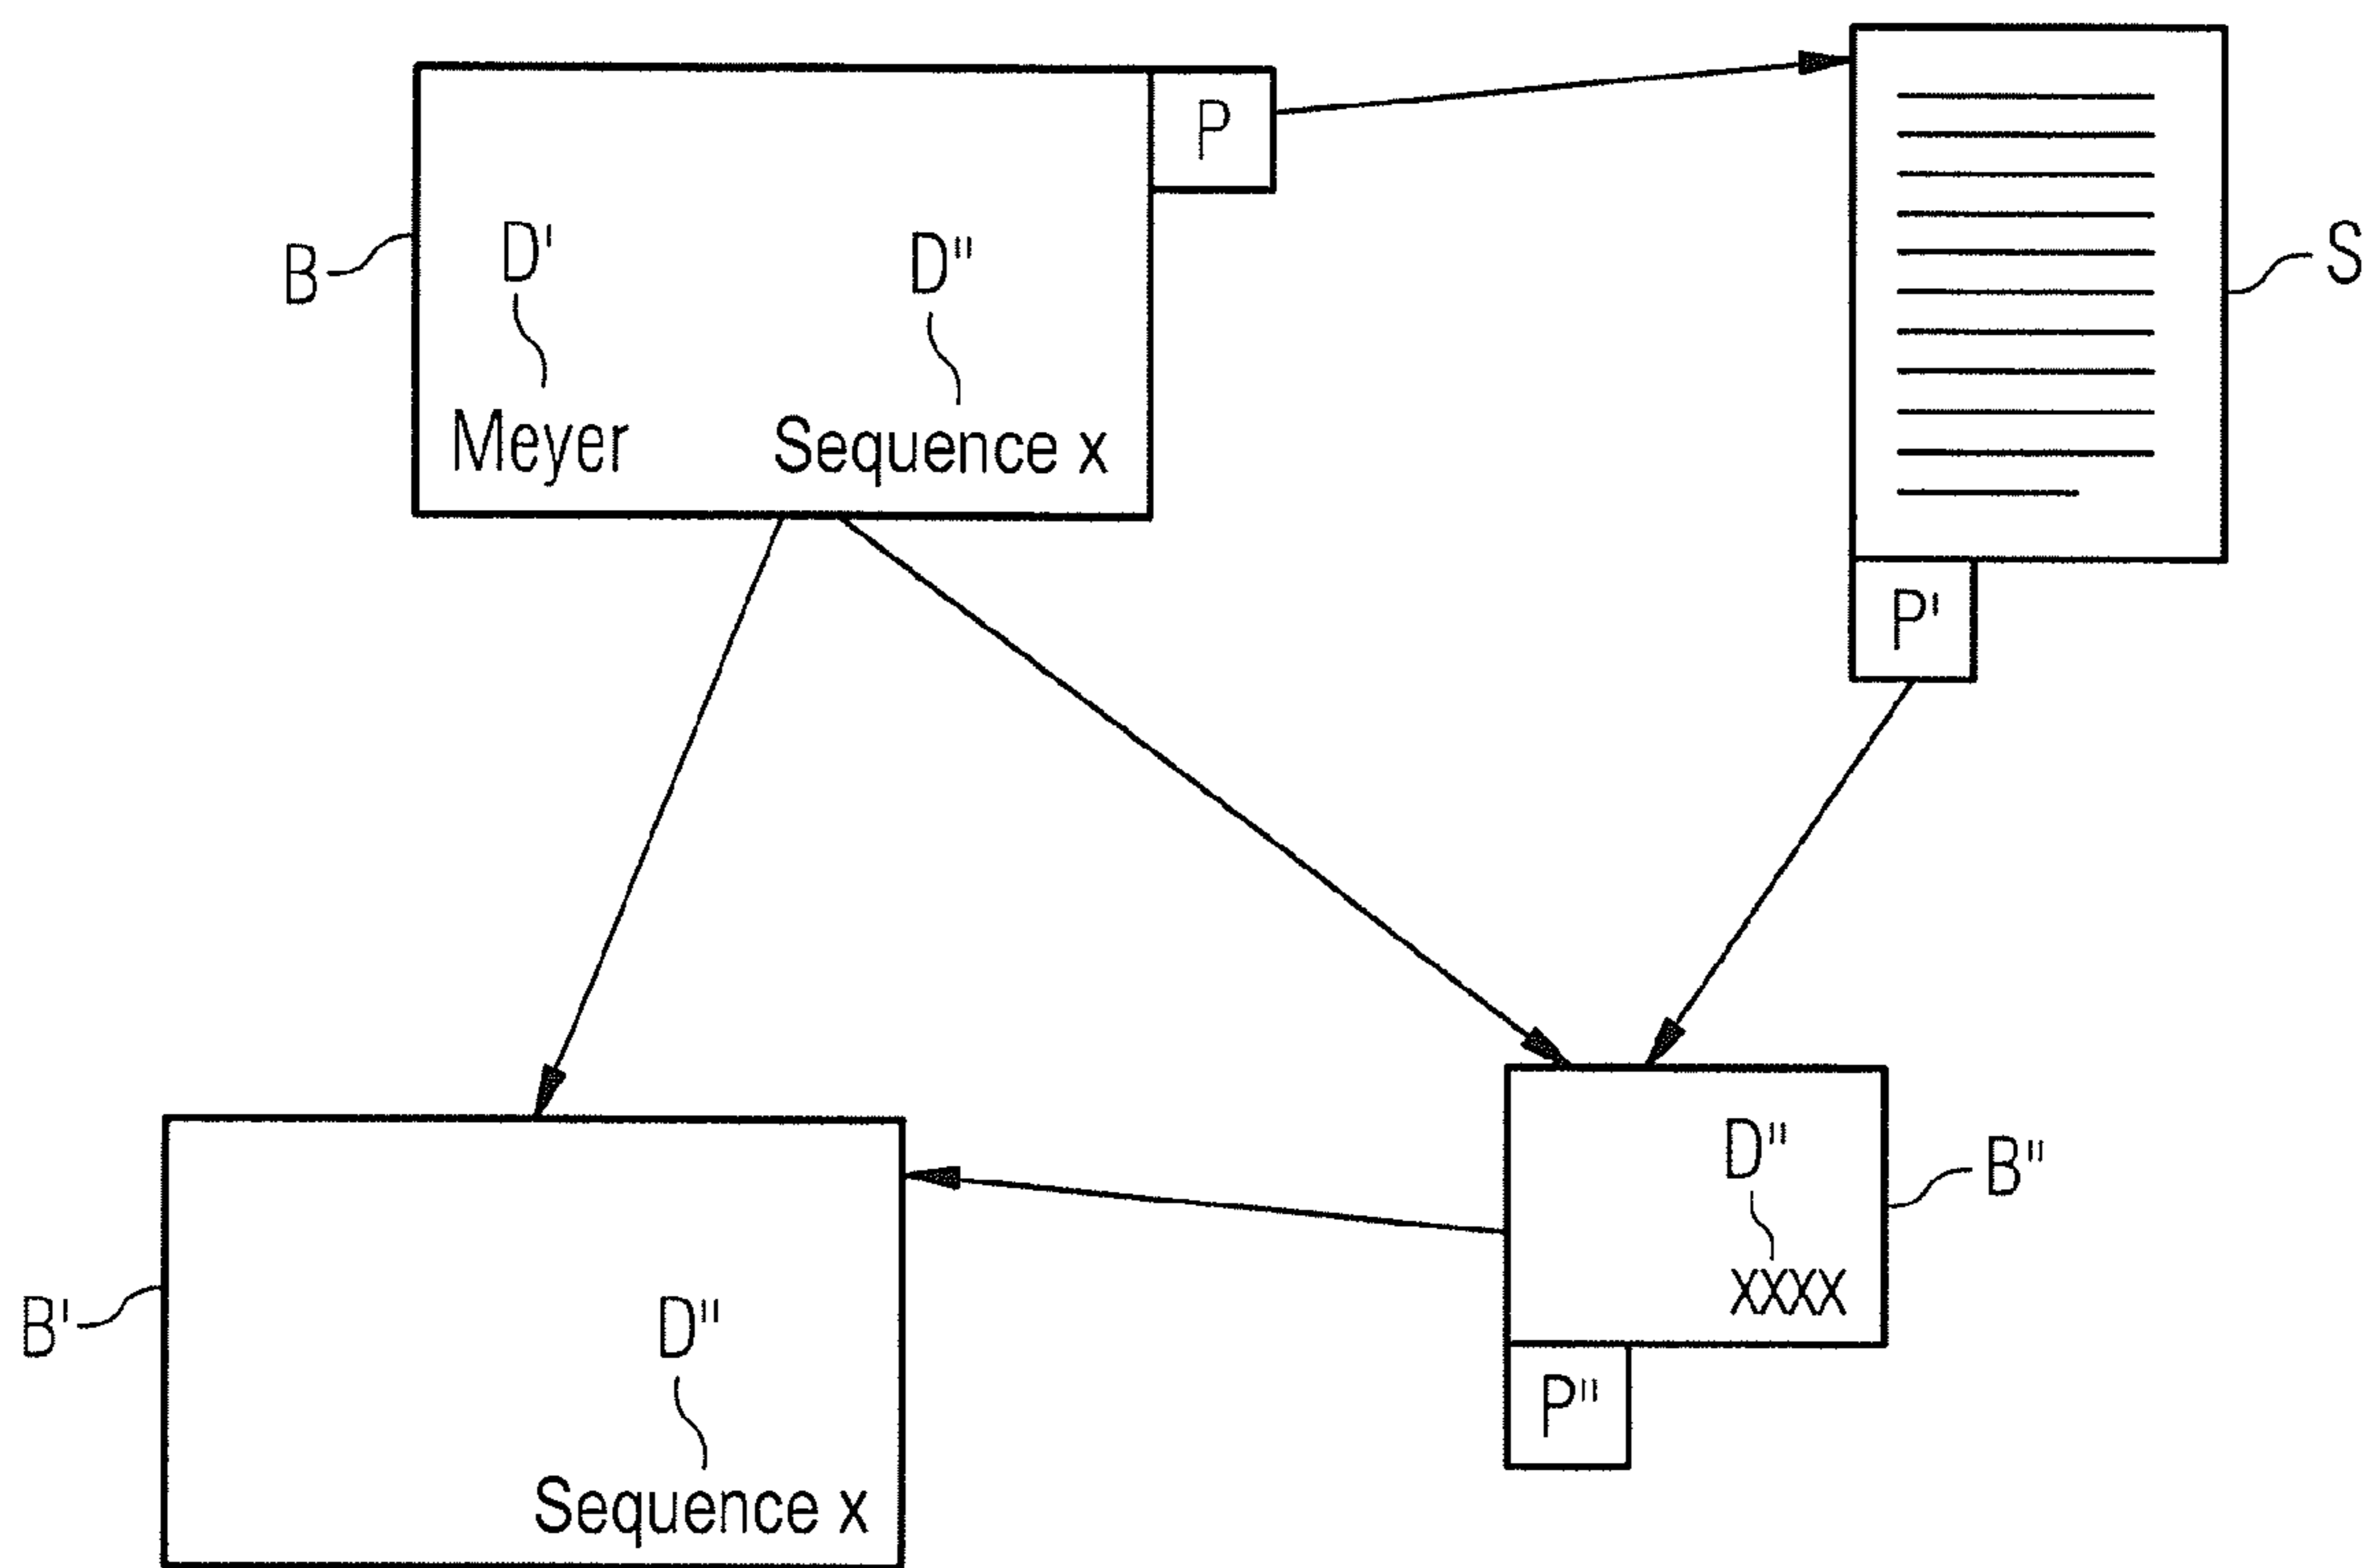 P
B
D'
D"
S
Meyer
Sequence x
P'
D"
B"
xxxx
B'
D"
P"
Sequence x